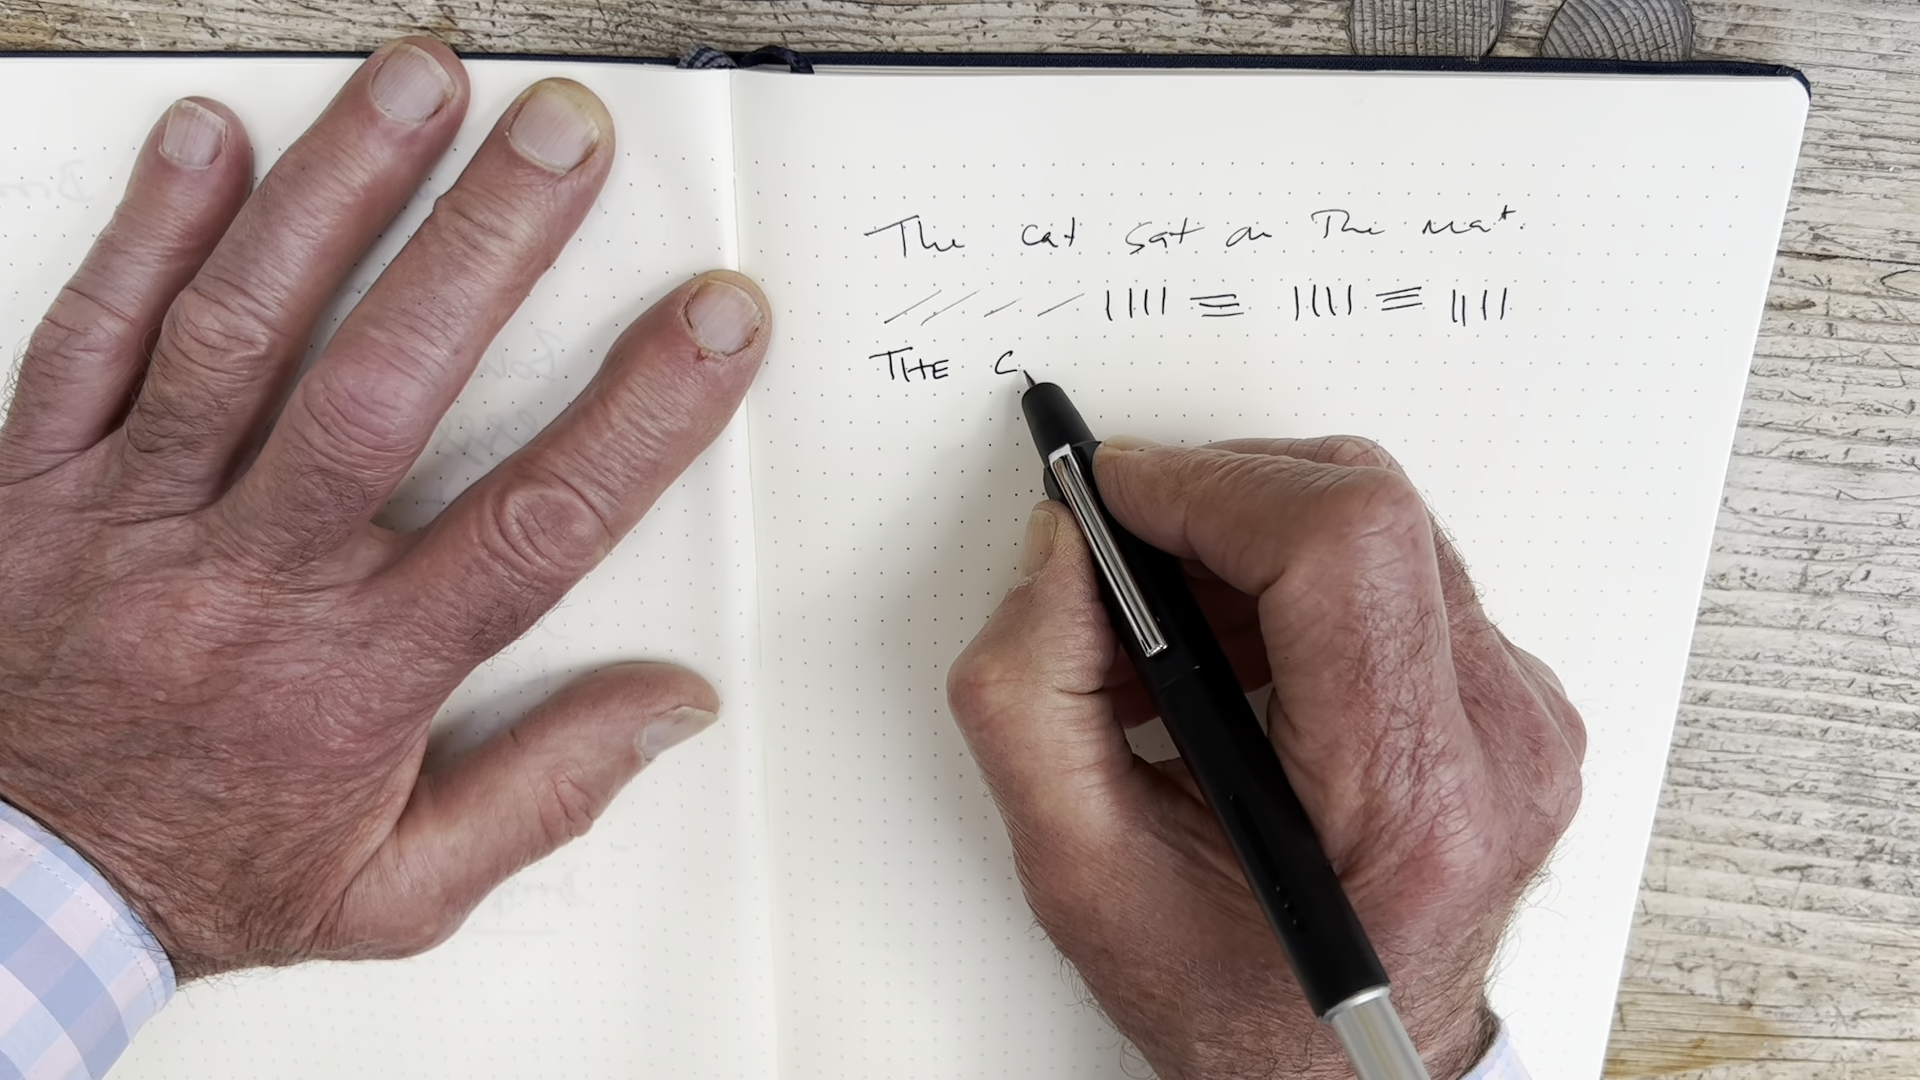 The cat sat on The mat.
THE C